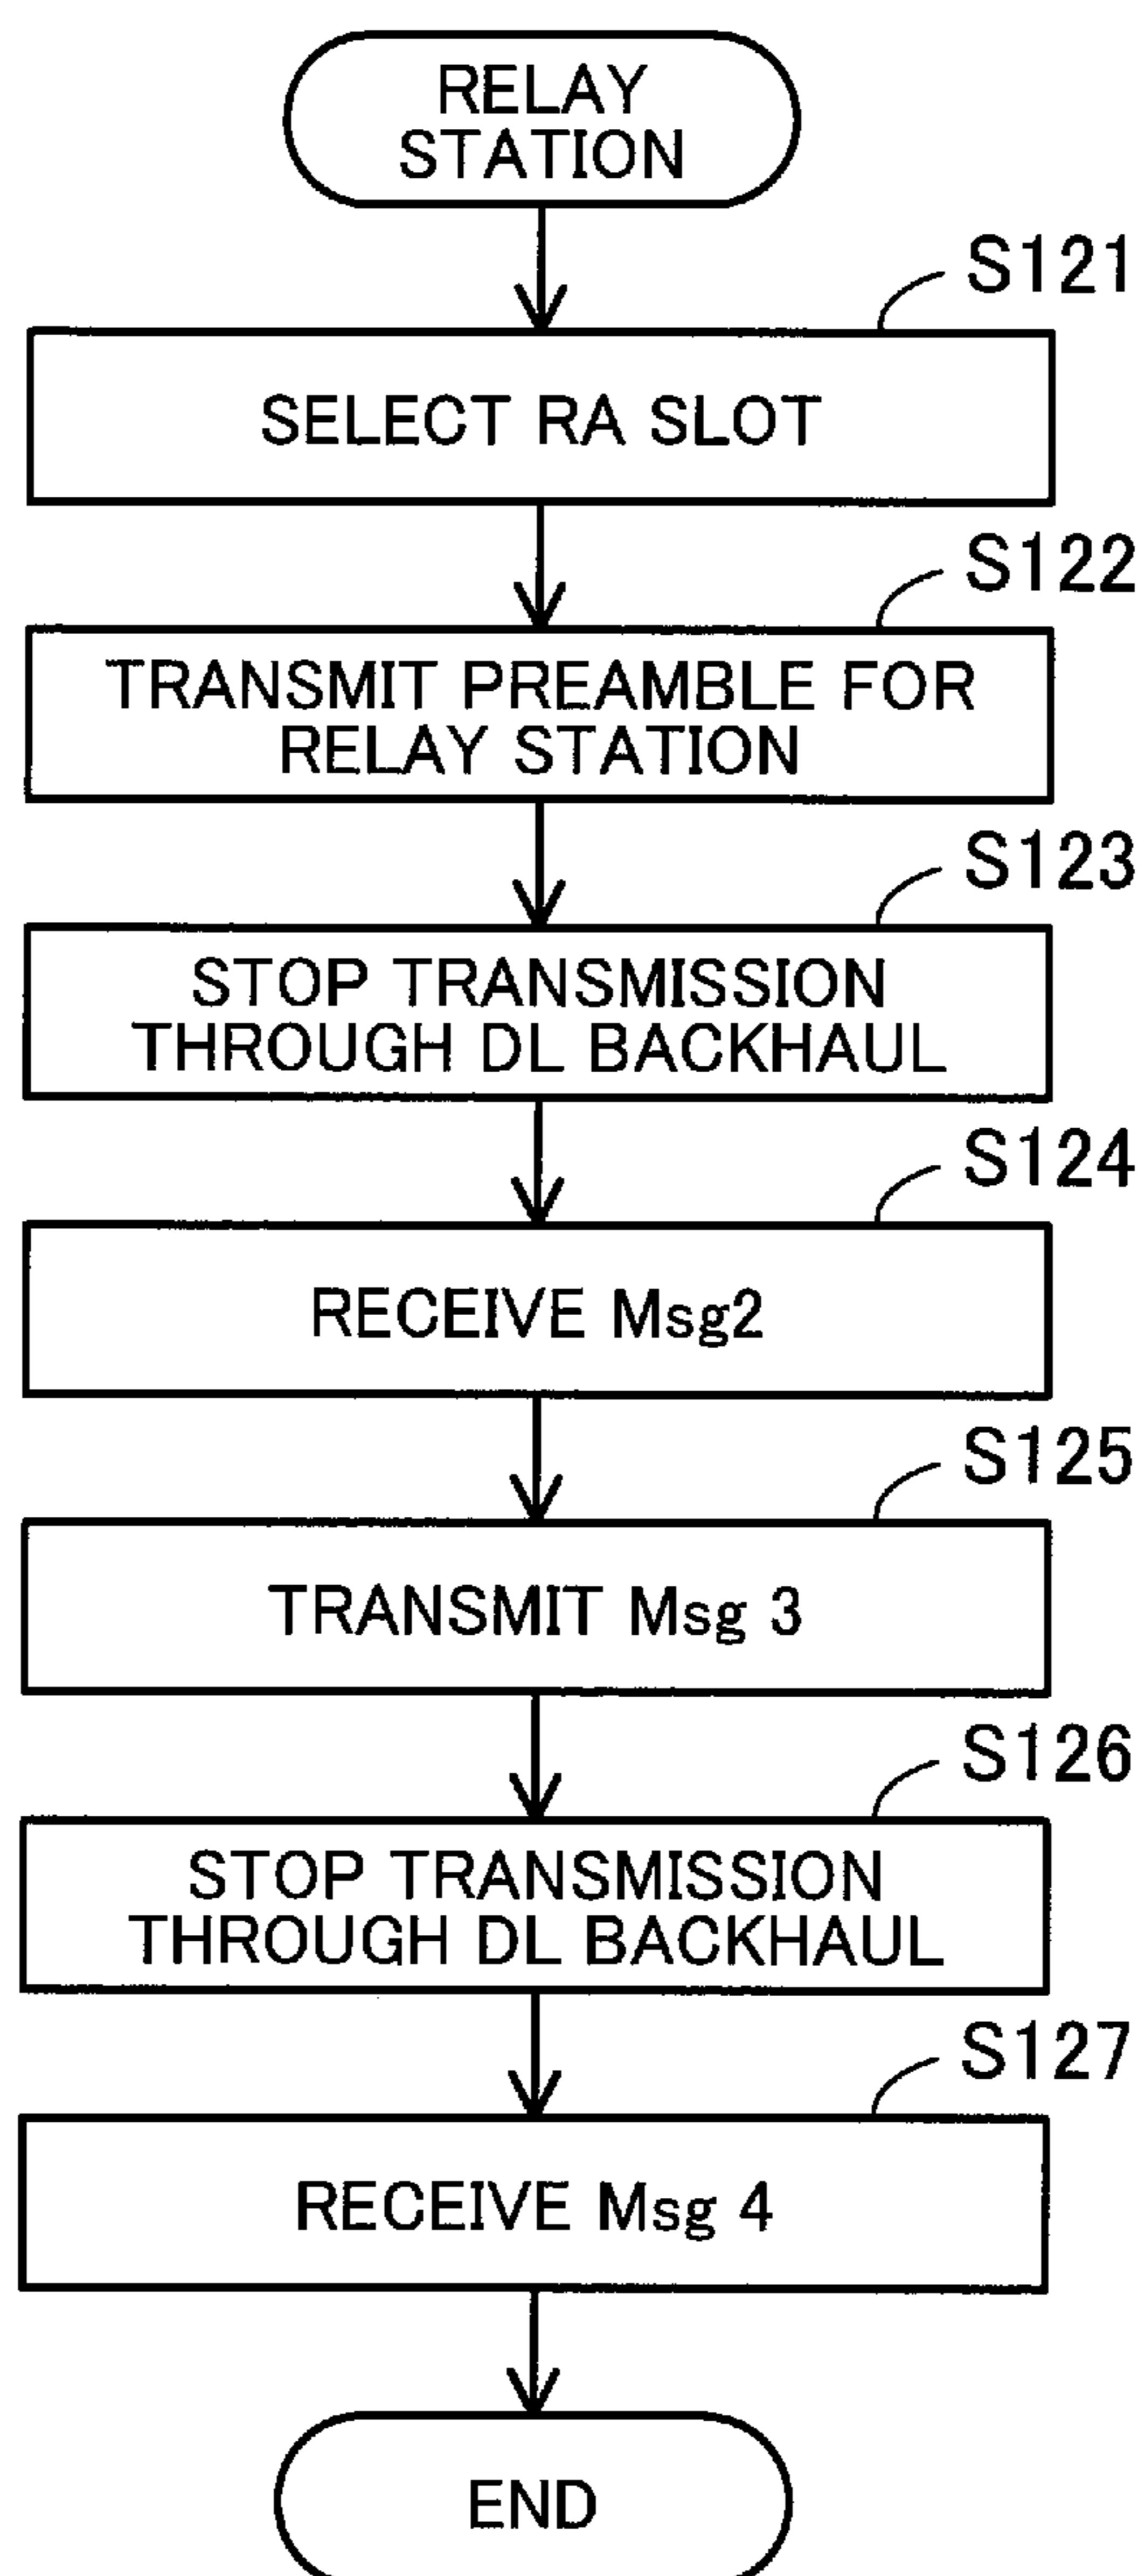 RELAY
STATION
S121
SELECT RA SLOT
S122
TRANSMIT PREAMBLE FOR
RELAY STATION
S123
STOP TRANSMISSION
THROUGH DL BACKHAUL
S124
RECEIVE Msg2
S125
TRANSMIT Msg 3
S126
STOP TRANSMISSION
THROUGH DL BACKHAUL
S127
RECEIVE Msg 4
END